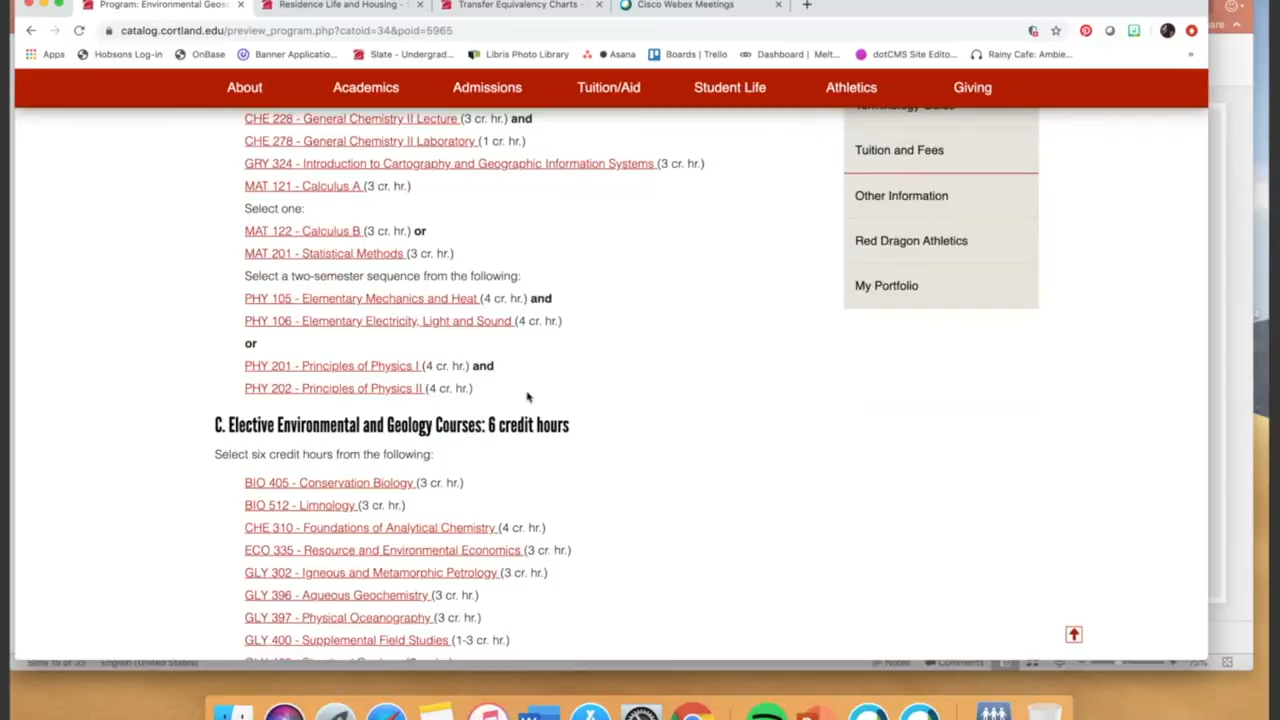 Program: Environmental Geos
Residence Life and Housing -
Transfer Equivalency Charts -
Cisco Webex Meetings
catalog.cortland.edu/preview_program.php?catoid=34&poid=5965
Apps
Hobsons Log-in
OnBase
Banner Applicatio...
Slate - Undergrad...
Libris Photo Library
Asana
Boards | Trello
Dashboard | Melt...
dotCMS Site Edito...
Rainy Cafe: Ambie...
»
About
Academics
Admissions
Tuition/Aid
Student Life
Athletics
Giving
CHE 228 - General Chemistry II Lecture (3 cr. hr.) and
CHE 278 - General Chemistry II Laboratory (1 cr. hr.)
GRY 324 - Introduction to Cartography and Geographic Information Systems (3 cr. hr.)
MAT 121 - Calculus A (3 cr. hr.)
Select one:
MAT 122 - Calculus B (3 cr. hr.) or
MAT 201 - Statistical Methods (3 cr. hr.)
Select a two-semester sequence from the following:
PHY 105 - Elementary Mechanics and Heat (4 cr. hr.) and
PHY 106 - Elementary Electricity, Light and Sound (4 cr. hr.)
or
PHY 201 - Principles of Physics I (4 cr. hr.) and
PHY 202 - Principles of Physics II (4 cr. hr.)
C. Elective Environmental and Geology Courses: 6 credit hours
Select six credit hours from the following:
BIO 405 - Conservation Biology (3 cr. hr.)
BIO 512 - Limnology (3 cr. hr.)
CHE 310 - Foundations of Analytical Chemistry (4 cr. hr.)
ECO 335 - Resource and Environmental Economics (3 cr. hr.)
GLY 302 - Igneous and Metamorphic Petrology (3 cr. hr.)
GLY 396 - Aqueous Geochemistry (3 cr. hr.)
GLY 397 - Physical Oceanography (3 cr. hr.)
GLY 400 - Supplemental Field Studies (1-3 cr. hr.)
Terminology Guide
Tuition and Fees
Other Information
Red Dragon Athletics
My Portfolio
English (United States)
Notes
Comments
75%